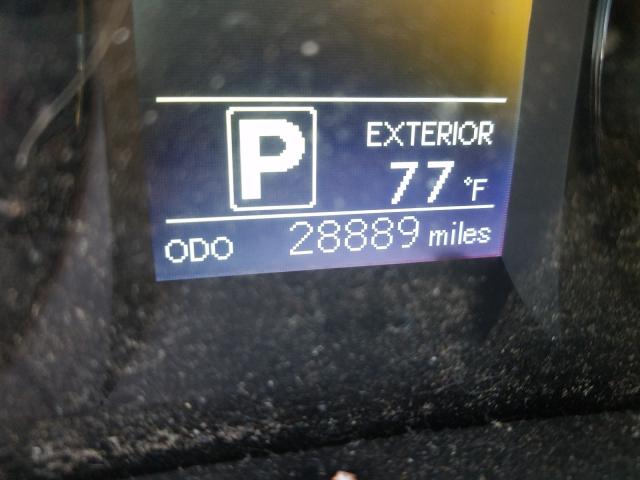 P
EXTERIOR
77 °F
ODO 28889 miles